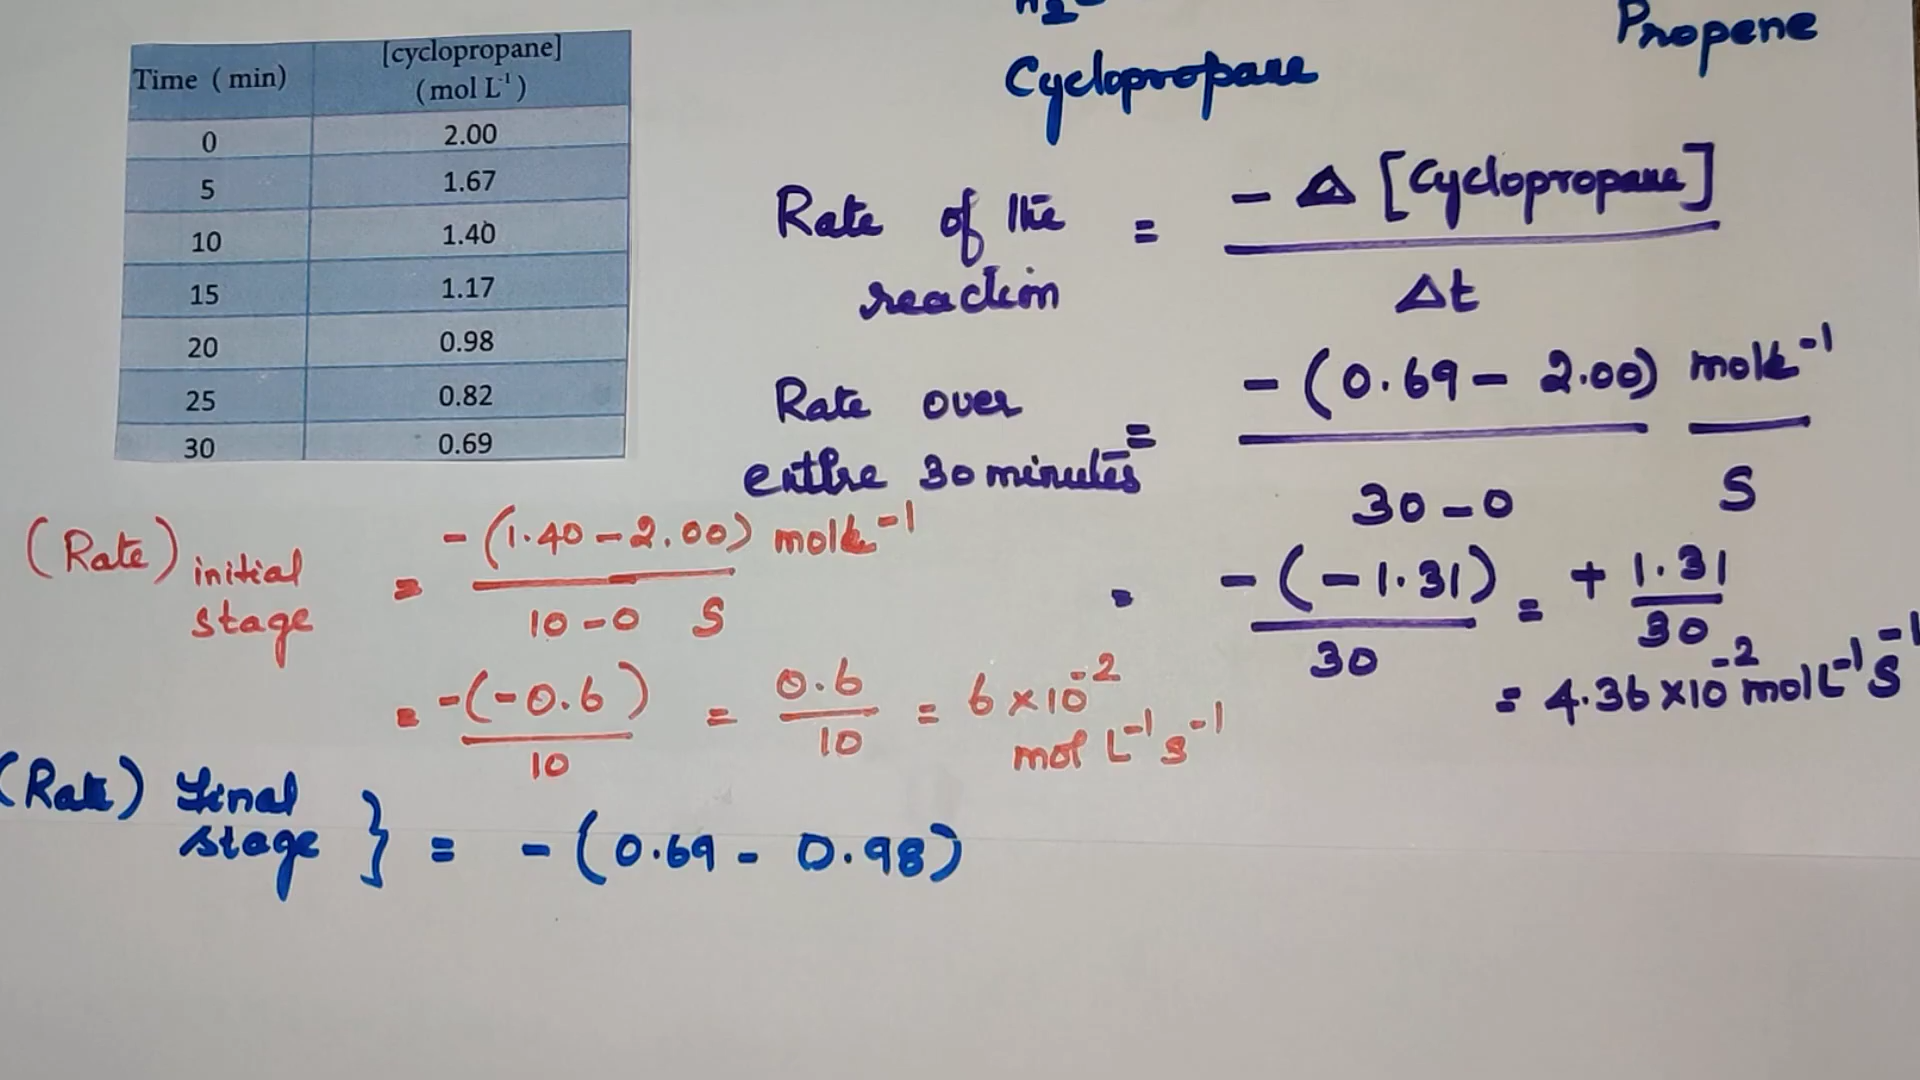 Time (min) [cyclopropane] (mol L⁻¹)
0 2.00
5 1.67
10 1.40
15 1.17
20 0.98
25 0.82
30 0.69
Cyclopropane
Propene
Rate of the reaction = - Δ [Cyclopropane] / Δt
Rate over entire 30 minutes = - (0.69 - 2.00) / 30 - 0 mol L⁻¹ / S
= - (-1.31) / 30 = + 1.31 / 30
= 4.36 × 10⁻² mol L⁻¹ S⁻¹
(Rate) initial stage = - (1.40 - 2.00) mol L⁻¹ / 10 - 0 S
= - (-0.6) / 10 = 0.6 / 10 = 6 × 10⁻²
mol L⁻¹ s⁻¹
(Rate) final stage } = - (0.69 - 0.98)